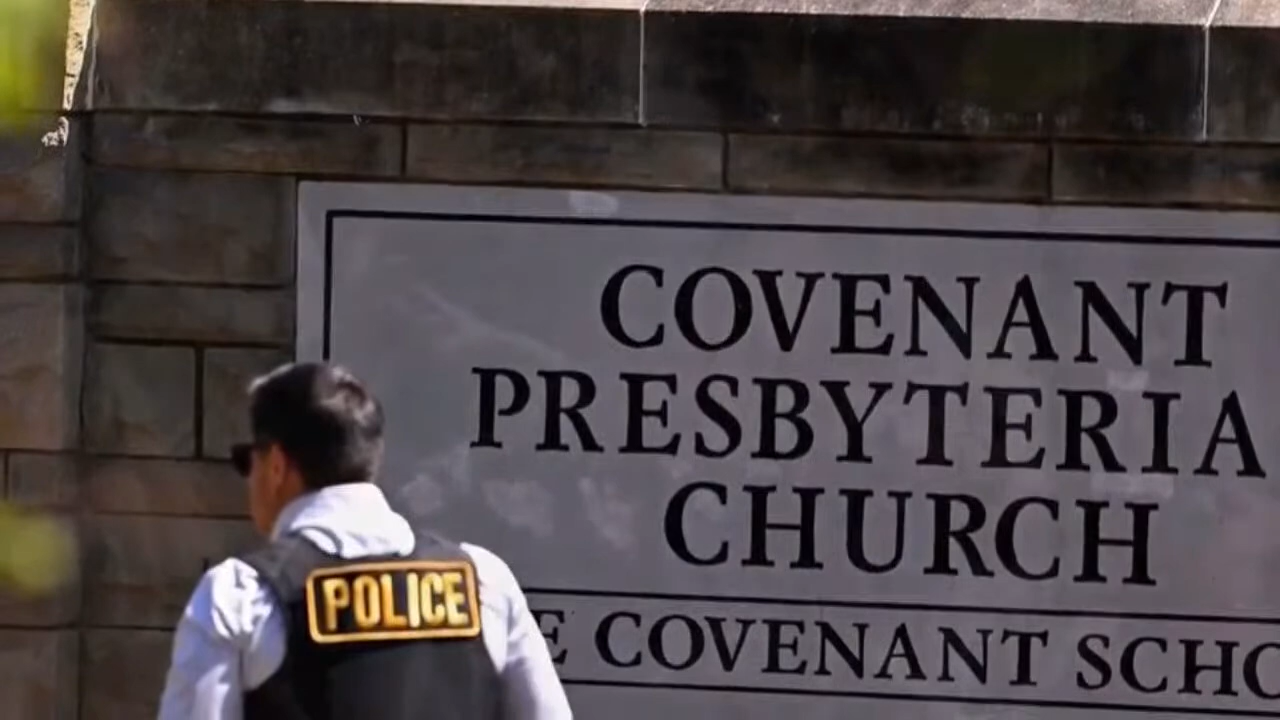 COVENANT
PRESBYTERIA
CHURCH
E COVENANT SCHO
POLICE